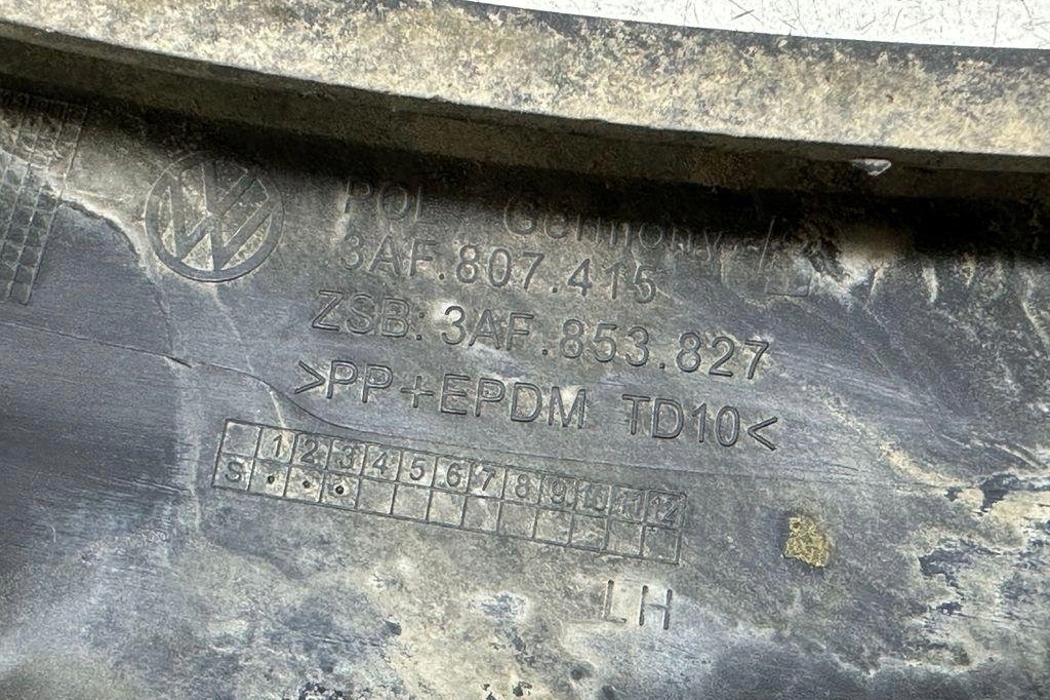 VW
POL Germany
3AF.807.415
ZSB: 3AF.853.827
>PP+EPDM TD10<
1 2 3 4 5 6 7 8 9 10 11 12
S
LH